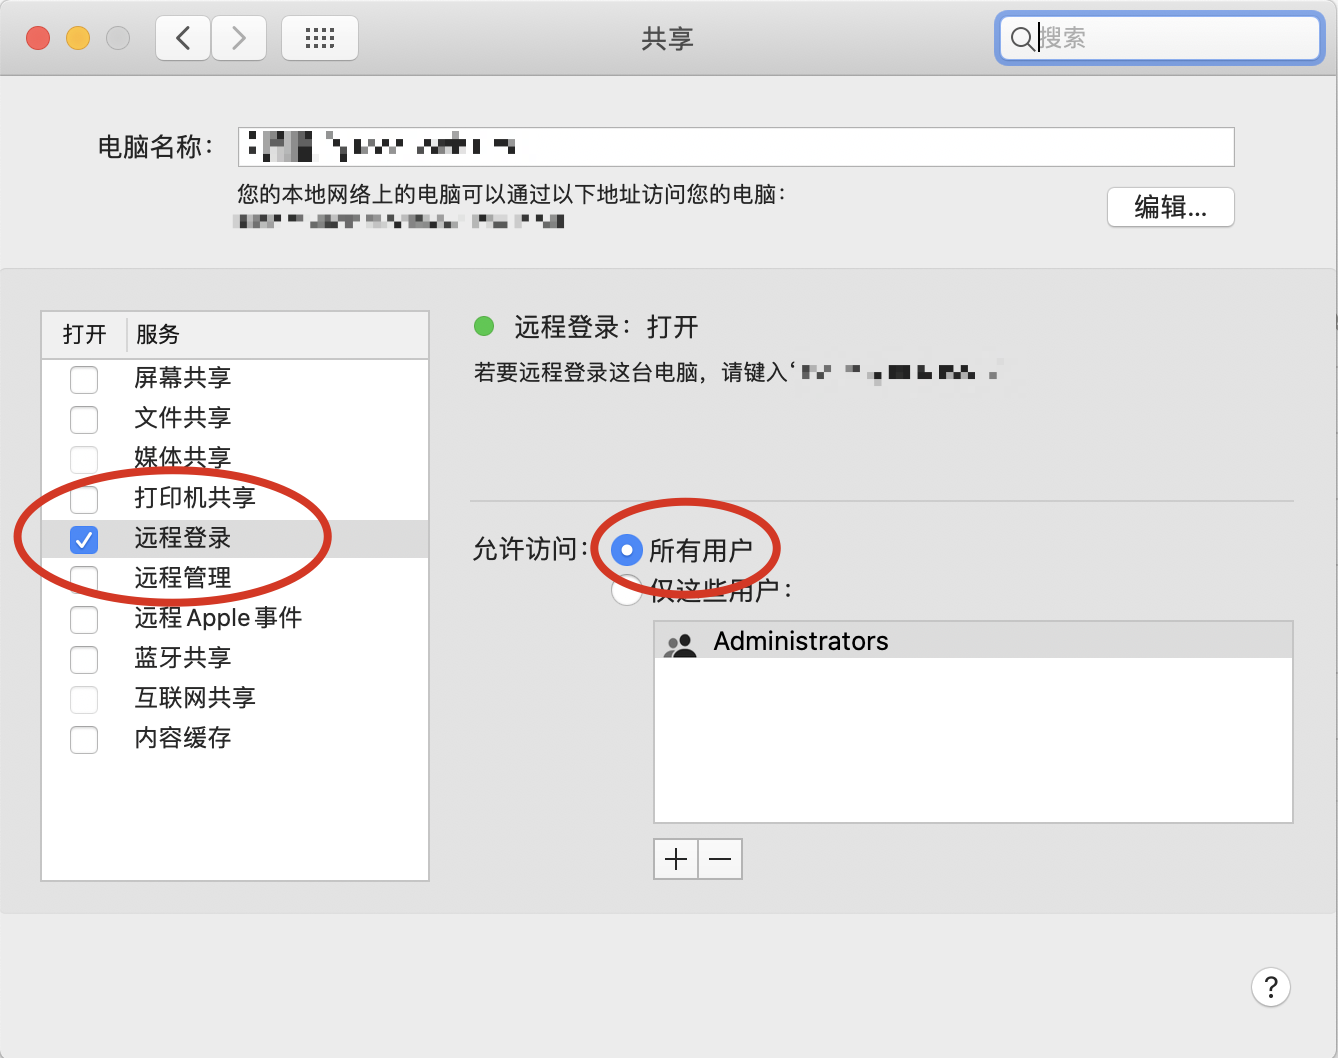 共享
搜索
电脑名称：
您的本地网络上的电脑可以通过以下地址访问您的电脑：
编辑...
打开 服务
屏幕共享
文件共享
媒体共享
打印机共享
远程登录
远程管理
远程 Apple 事件
蓝牙共享
互联网共享
内容缓存
远程登录：打开
若要远程登录这台电脑，请键入‘
允许访问：
所有用户
仅这些用户：
Administrators
?